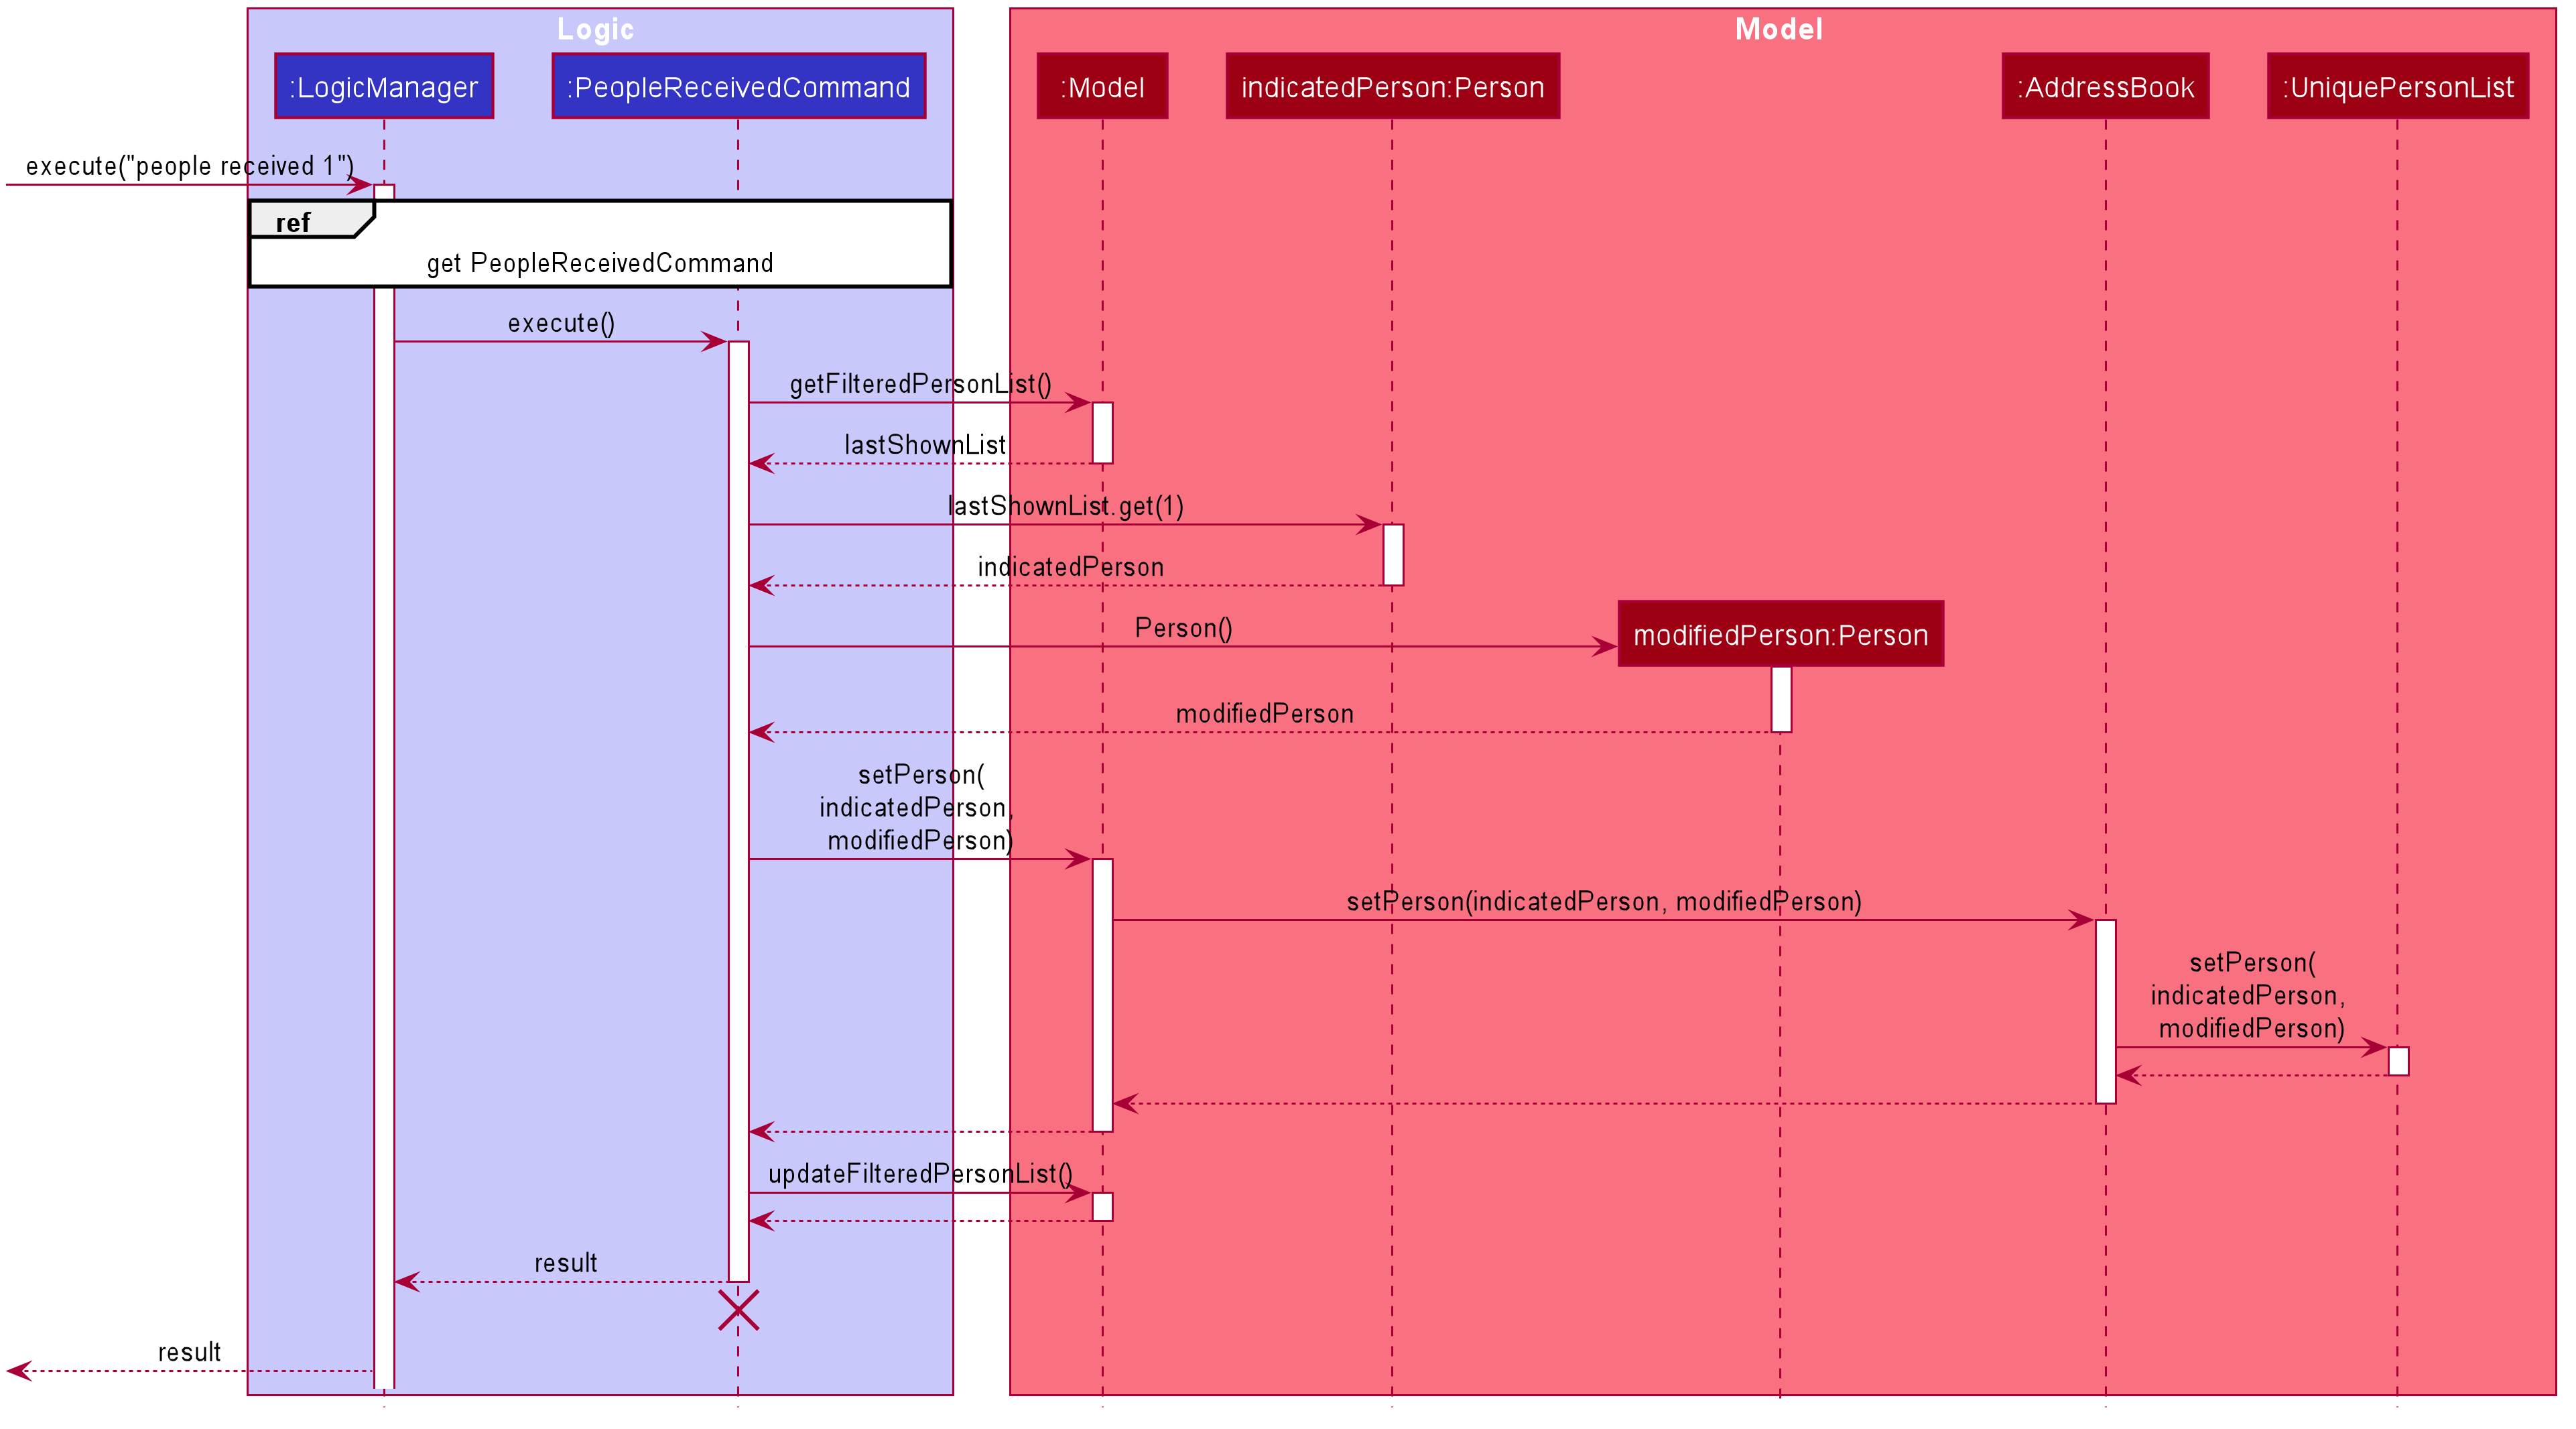 Logic
Model
:LogicManager
:PeopleReceivedCommand
:Model
indicatedPerson:Person
:AddressBook
:UniquePersonList
execute("people received 1")
ref
get PeopleReceivedCommand
execute()
getFilteredPersonList()
lastShownList
lastShownList.get(1)
indicatedPerson
Person()
modifiedPerson:Person
modifiedPerson
setPerson(
indicatedPerson,
modifiedPerson)
setPerson(indicatedPerson, modifiedPerson)
setPerson(
indicatedPerson,
modifiedPerson)
updateFilteredPersonList()
result
result